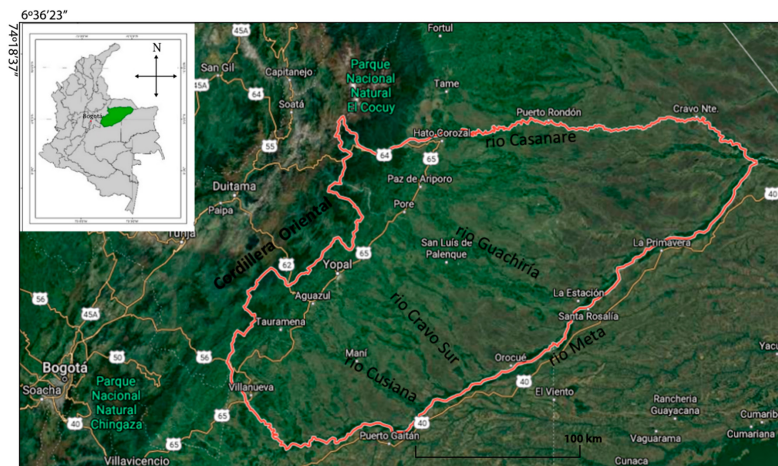 6º36'23"
74º18'37"
N
Bogotá
45A
Fortul
Parque
Nacional
Natural
El Cocuy
San Gil
Capitanejo
Tame
64
Soatá
Puerto Rondón
Cravo Nte.
Hato Corozal
río Casanare
55
64
65
40
Duitama
Paz de Ariporo
Paipa
Pore
Tunja
Cordillera Oriental
río Guachiría
San Luís de
Palenque
La Primavera
62
65
Yopal
56
La Estación
Aguazul
45A
río Cravo Sur
Santa Rosalía
Tauramena
río Meta
50
56
Maní
Orocué
Bogotá
río Cusiana
40
Soacha
Parque
Nacional
Natural
Chingaza
65
Villanueva
El Viento
Rancheria
Guayacana
Cumarib
40
40
Puerto Gaitán
Vaguarama
Cumariana
65
100 km
Villavicencio
Cunaca